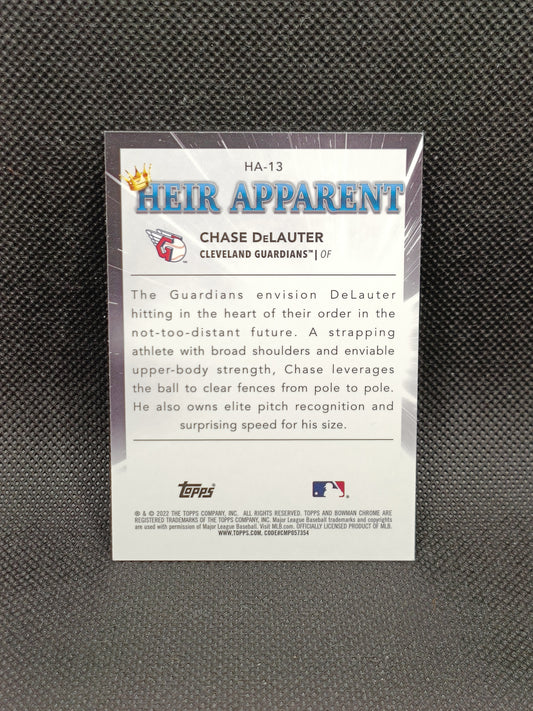 HA-13
HEIR APPARENT
CHASE DeLAUTER
CLEVELAND GUARDIANS™ | OF
The Guardians envision DeLauter
hitting in the heart of their order in the
not-too-distant future. A strapping
athlete with broad shoulders and enviable
upper-body strength, Chase leverages
the ball to clear fences from pole to pole.
He also owns elite pitch recognition and
surprising speed for his size.
TOPPS
® & © 2022 THE TOPPS COMPANY, INC. ALL RIGHTS RESERVED. TOPPS AND BOWMAN CHROME ARE
REGISTERED TRADEMARKS OF THE TOPPS COMPANY, INC. Major League Baseball trademarks and copyrights
are used with permission of Major League Baseball. Visit MLB.com. OFFICIALLY LICENSED PRODUCT OF MLB.
WWW.TOPPS.COM, CODE#CMP057354